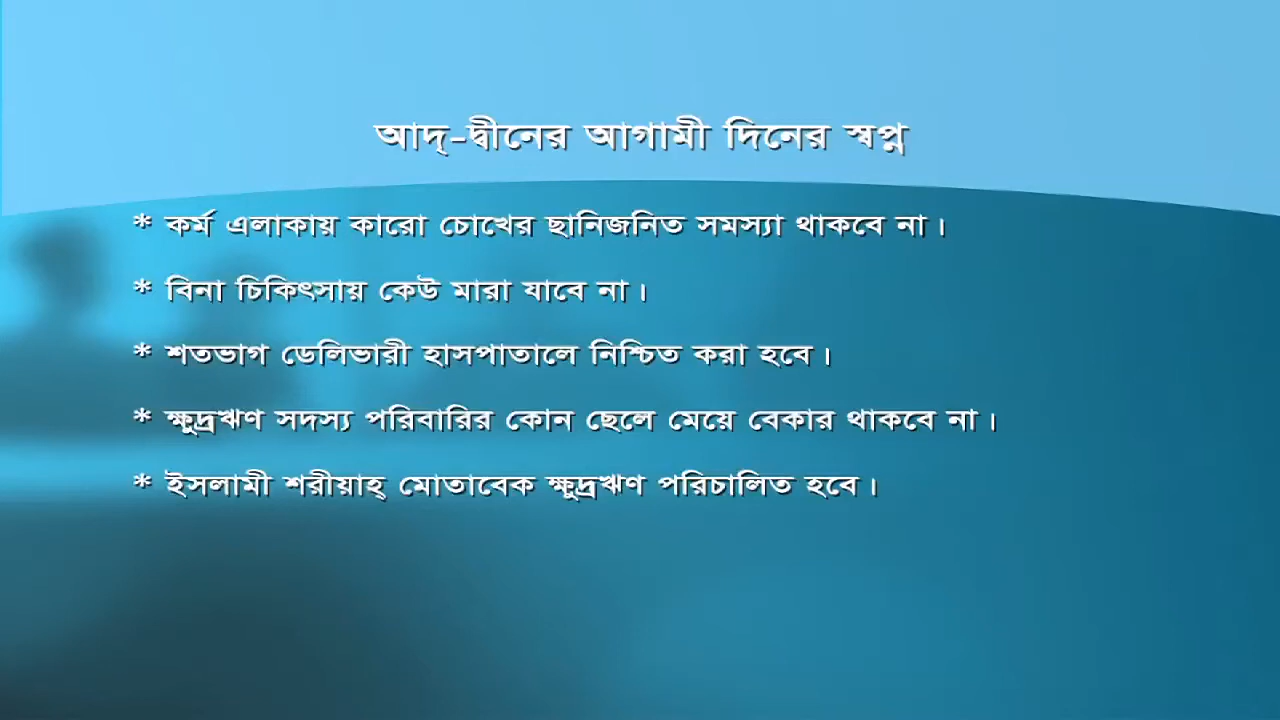 আদ্-দ্বীনের আগামী দিনের স্বপ্ন
* কর্ম এলাকায় কারো চোখের ছানিজনিত সমস্যা থাকবে না।
* বিনা চিকিৎসায় কেউ মারা যাবে না।
* শতভাগ ডেলিভারী হাসপাতালে নিশ্চিত করা হবে।
* ক্ষুদ্রঋণ সদস্য পরিবারির কোন ছেলে মেয়ে বেকার থাকবে না।
* ইসলামী শরীয়াহ্ মোতাবেক ক্ষুদ্রঋণ পরিচালিত হবে।